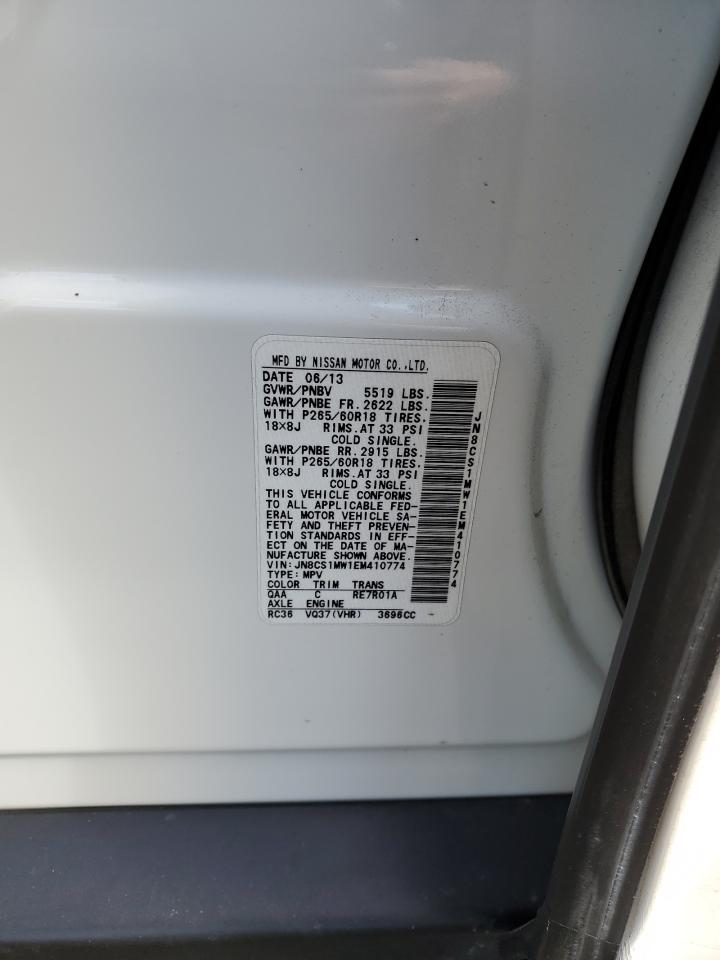 MFD BY NISSAN MOTOR CO.,LTD.
DATE 06/13
GVWR/PNBV 5519 LBS.
GAWR/PNBE FR. 2622 LBS.
WITH P265/60R18 TIRES.
18×8J RIMS.AT 33 PSI
COLD SINGLE.
GAWR/PNBE RR. 2915 LBS.
WITH P265/60R18 TIRES.
18×8J RIMS.AT 33 PSI
COLD SINGLE.
THIS VEHICLE CONFORMS
TO ALL APPLICABLE FED-
ERAL MOTOR VEHICLE SA-
FETY AND THEFT PREVEN-
TION STANDARDS IN EFF-
ECT ON THE DATE OF MA-
NUFACTURE SHOWN ABOVE.
VIN: JN8CS1MW1EM410774
TYPE: MPV
COLOR TRIM TRANS
QAA C RE7R01A
AXLE ENGINE
RC36 VQ37(VHR) 3696CC
JN8CS1MW1EM410774